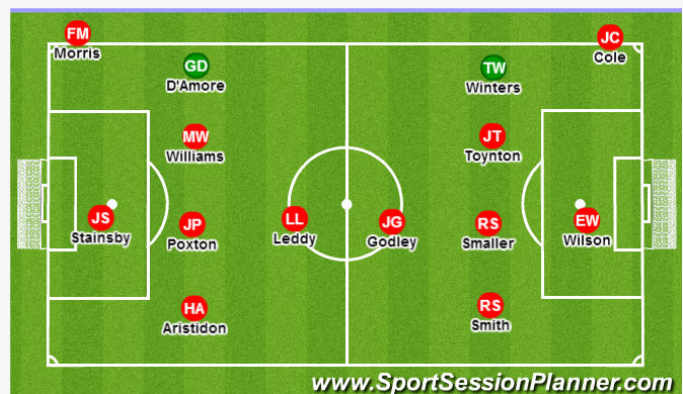 FM
Morris
JC
Cole
GD
D'Amore
TW
Winters
MW
Williams
JT
Toynton
JS
Stainsby
JP
Poxton
LL
Leddy
JG
Godley
RS
Smaller
EW
Wilson
HA
Aristidon
RS
Smith
www.SportSessionPlanner.com